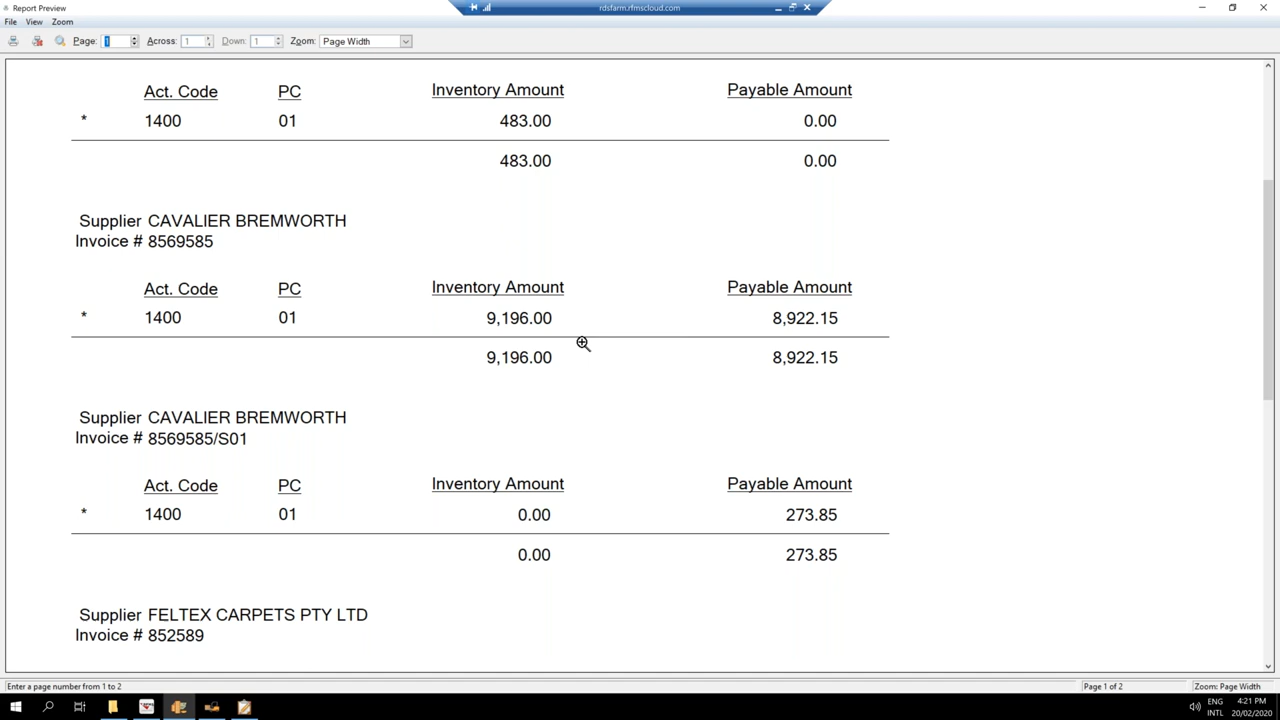 Report Preview
rdsfarm.rfmscloud.com
File View Zoom
Page: 1 Across: 1 Down: 1 Zoom: Page Width
Act. Code PC Inventory Amount Payable Amount
* 1400 01 483.00 0.00
483.00 0.00
Supplier CAVALIER BREMWORTH
Invoice # 8569585
Act. Code PC Inventory Amount Payable Amount
* 1400 01 9,196.00 8,922.15
9,196.00 8,922.15
Supplier CAVALIER BREMWORTH
Invoice # 8569585/S01
Act. Code PC Inventory Amount Payable Amount
* 1400 01 0.00 273.85
0.00 273.85
Supplier FELTEX CARPETS PTY LTD
Invoice # 852589
Enter a page number from 1 to 2 Page 1 of 2 Zoom: Page Width
ENG 4:21 PM
INTL 20/02/2020